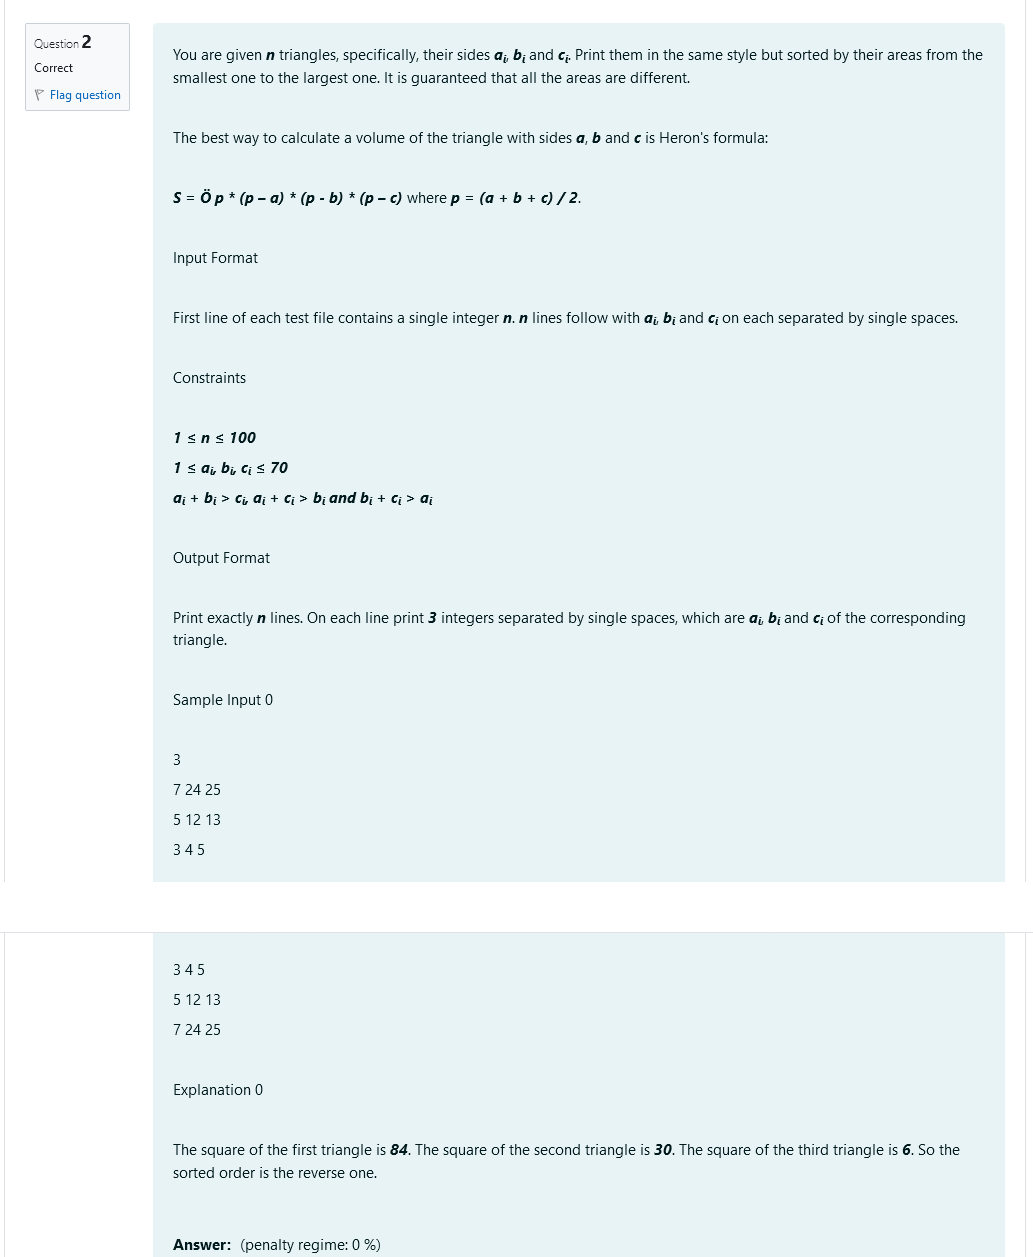 Question 2
Correct
Flag question
You are given n triangles, specifically, their sides aᵢ, bᵢ and cᵢ. Print them in the same style but sorted by their areas from the
smallest one to the largest one. It is guaranteed that all the areas are different.
The best way to calculate a volume of the triangle with sides a, b and c is Heron's formula:
S = Ö p * (p – a) * (p - b) * (p – c) where p = (a + b + c) / 2.
Input Format
First line of each test file contains a single integer n. n lines follow with aᵢ, bᵢ and cᵢ on each separated by single spaces.
Constraints
1 ≤ n ≤ 100
1 ≤ aᵢ, bᵢ, cᵢ ≤ 70
aᵢ + bᵢ > cᵢ, aᵢ + cᵢ > bᵢ and bᵢ + cᵢ > aᵢ
Output Format
Print exactly n lines. On each line print 3 integers separated by single spaces, which are aᵢ, bᵢ and cᵢ of the corresponding
triangle.
Sample Input 0
3
7 24 25
5 12 13
3 4 5
3 4 5
5 12 13
7 24 25
Explanation 0
The square of the first triangle is 84. The square of the second triangle is 30. The square of the third triangle is 6. So the
sorted order is the reverse one.
Answer: (penalty regime: 0 %)